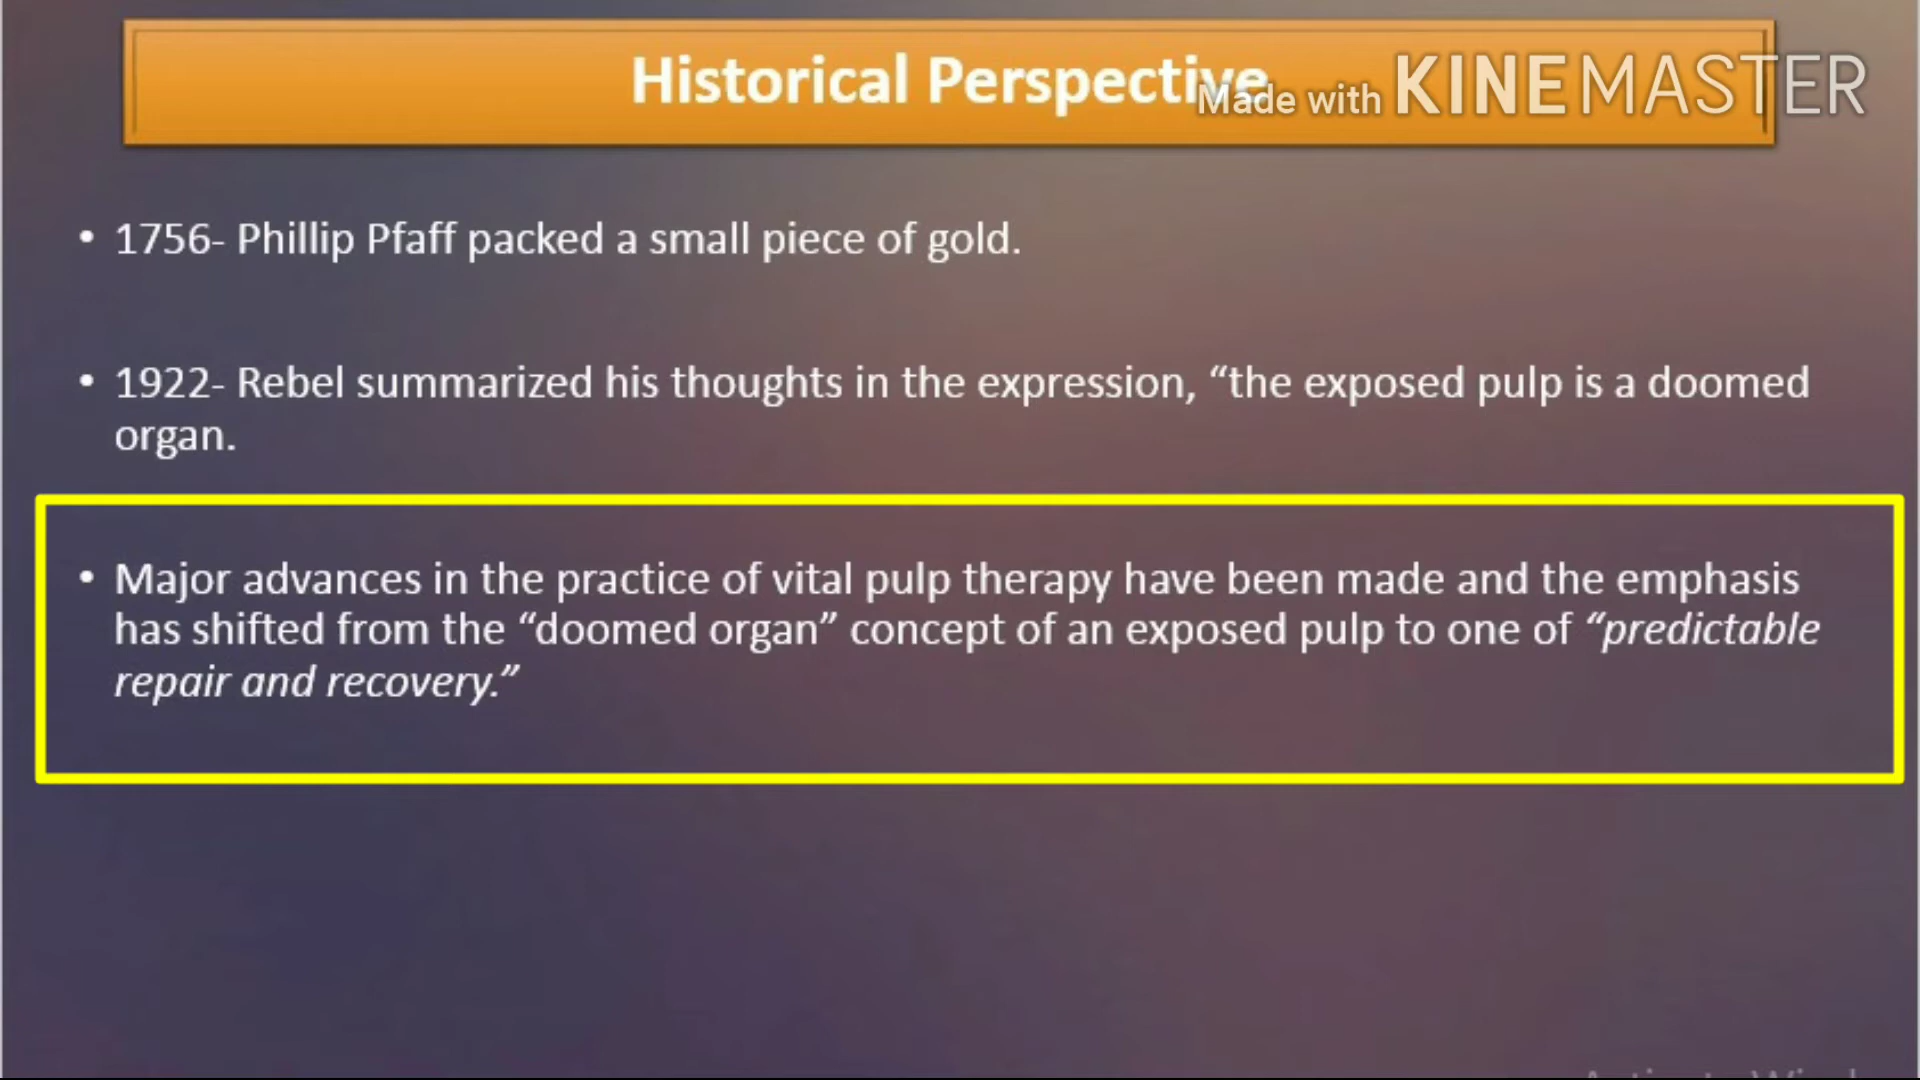 Historical Perspective
Made with KINEMASTER
• 1756- Phillip Pfaff packed a small piece of gold.
• 1922- Rebel summarized his thoughts in the expression, “the exposed pulp is a doomed
organ.
• Major advances in the practice of vital pulp therapy have been made and the emphasis
has shifted from the “doomed organ” concept of an exposed pulp to one of “predictable
repair and recovery.”